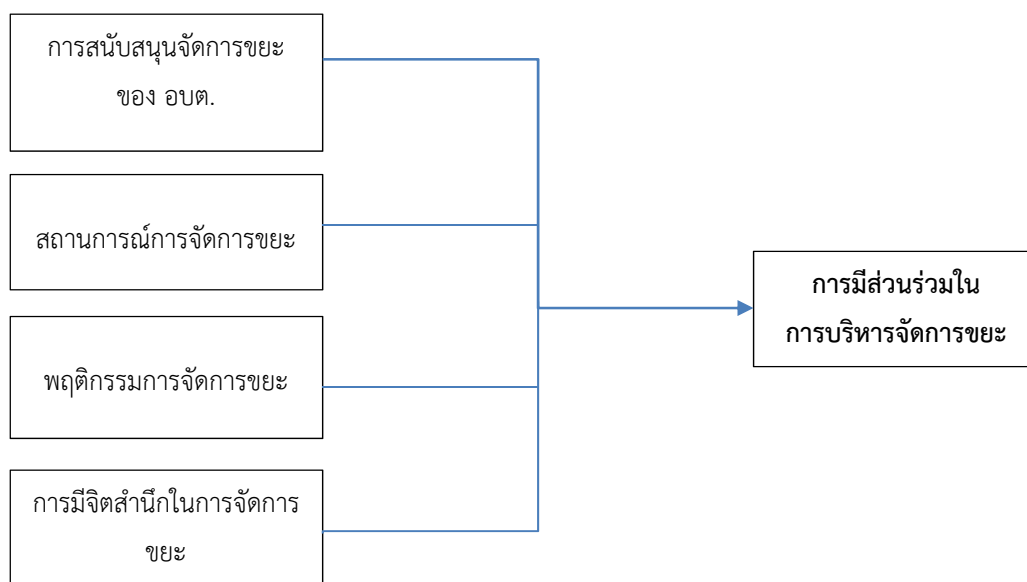 การสนับสนุนจัดการขยะ
ของ อบต.
สถานการณ์การจัดการขยะ
พฤติกรรมการจัดการขยะ
การมีจิตสำนึกในการจัดการ
ขยะ
การมีส่วนร่วมใน
การบริหารจัดการขยะ